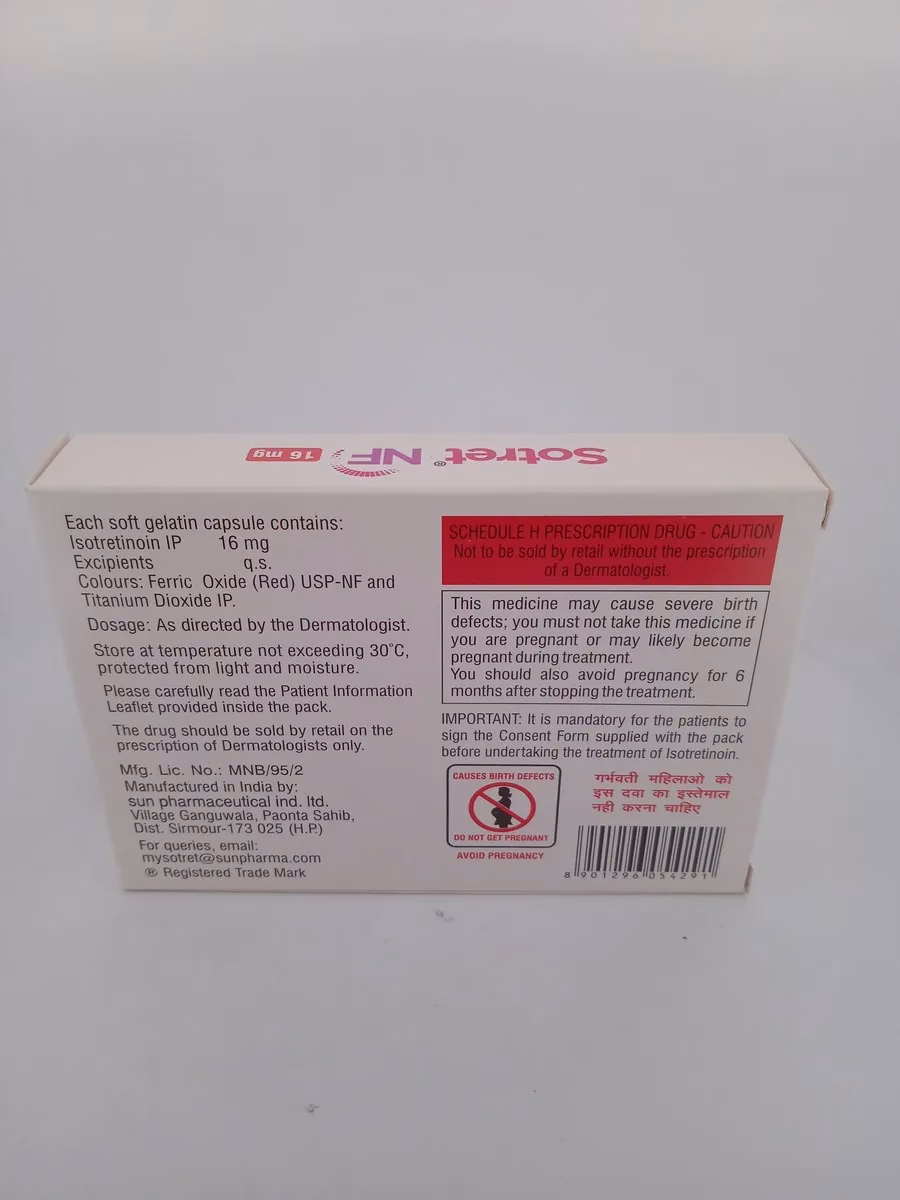 Sotret® NF 16 mg
Each soft gelatin capsule contains:
Isotretinoin IP 16 mg
Excipients q.s.
Colours: Ferric Oxide (Red) USP-NF and
Titanium Dioxide IP.
Dosage: As directed by the Dermatologist.
Store at temperature not exceeding 30°C,
protected from light and moisture.
Please carefully read the Patient Information
Leaflet provided inside the pack.
The drug should be sold by retail on the
prescription of Dermatologists only.
Mfg. Lic. No.: MNB/95/2
Manufactured in India by:
sun pharmaceutical ind. ltd.
Village Ganguwala, Paonta Sahib,
Dist. Sirmour-173 025 (H.P.)
For queries, email:
mysotret@sunpharma.com
® Registered Trade Mark
SCHEDULE H PRESCRIPTION DRUG - CAUTION
Not to be sold by retail without the prescription
of a Dermatologist.
This medicine may cause severe birth
defects; you must not take this medicine if
you are pregnant or may likely become
pregnant during treatment.
You should also avoid pregnancy for 6
months after stopping the treatment.
IMPORTANT: It is mandatory for the patients to
sign the Consent Form supplied with the pack
before undertaking the treatment of Isotretinoin.
CAUSES BIRTH DEFECTS
DO NOT GET PREGNANT
AVOID PREGNANCY
गर्भवती महिलाओ को
इस दवा का इस्तेमाल
नही करना चाहिए
8 901296 054291